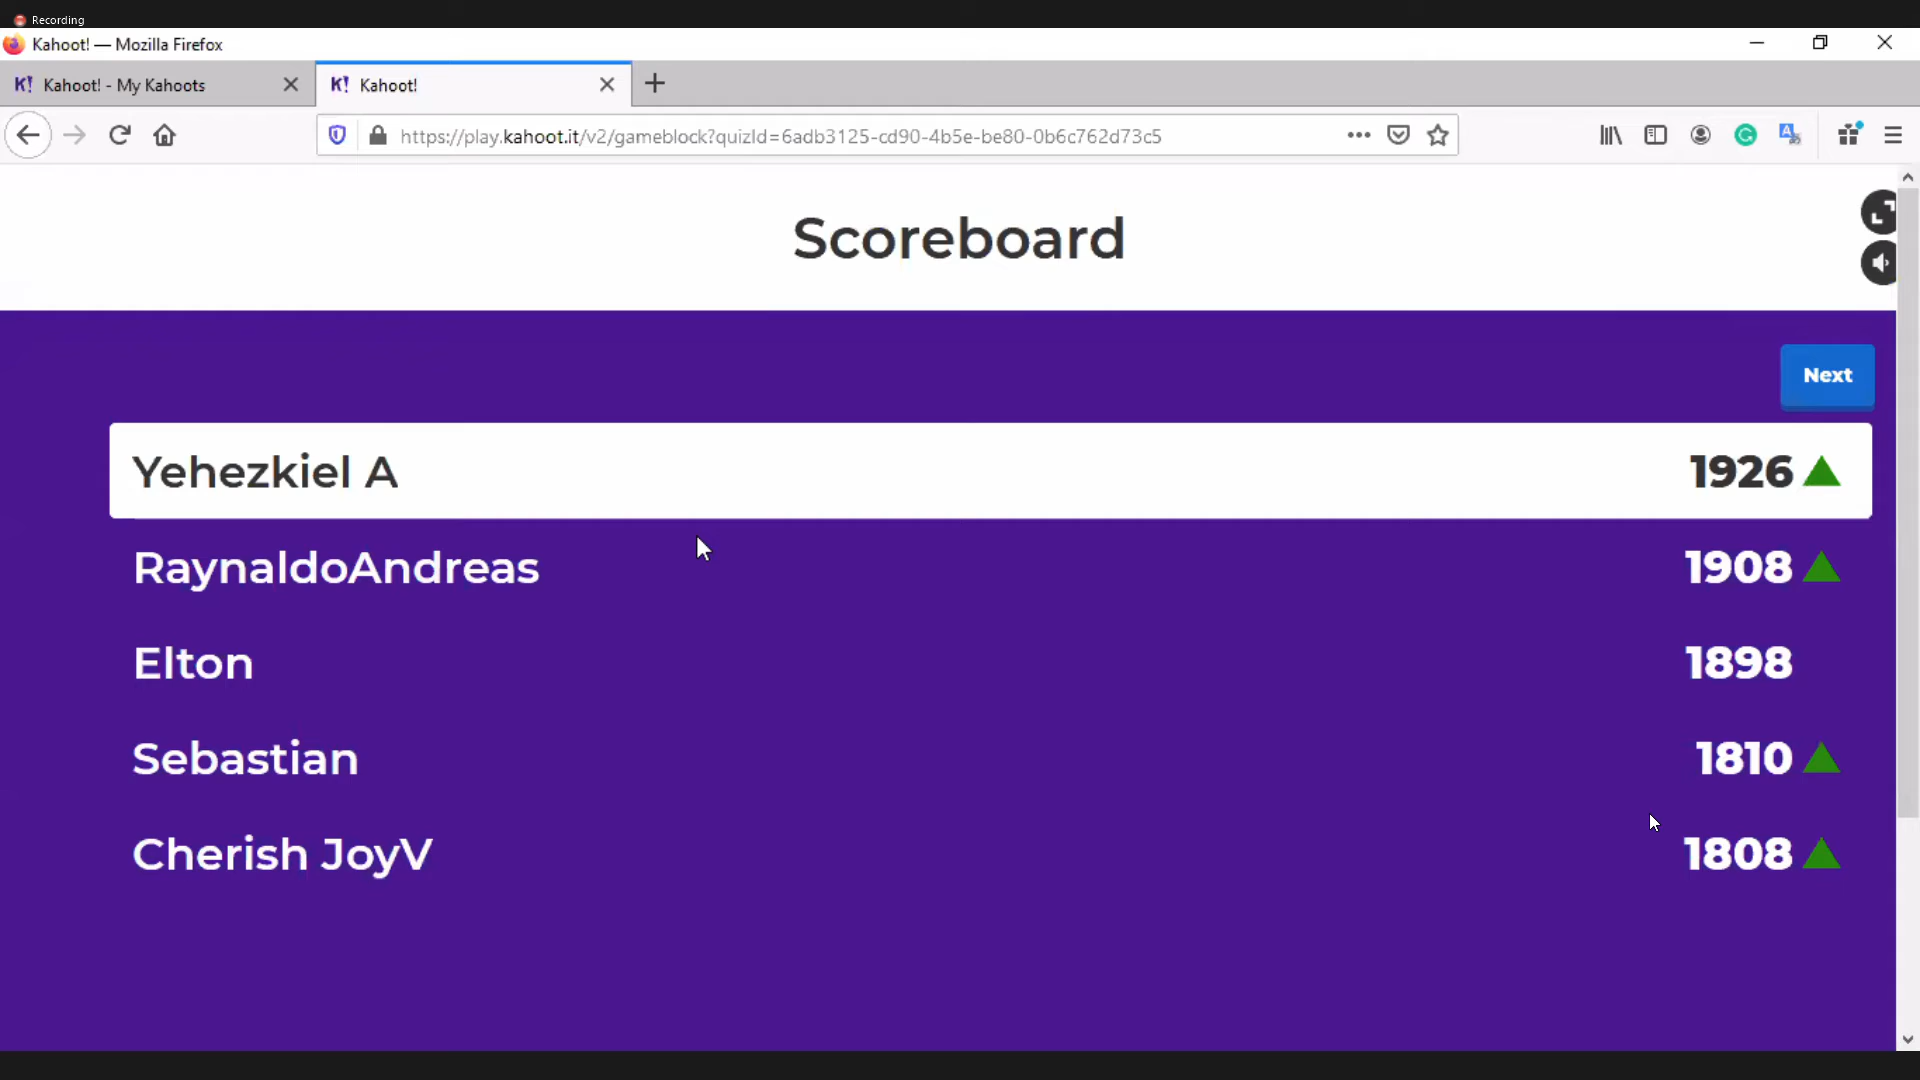 Recording
Kahoot! — Mozilla Firefox
K! Kahoot! - My Kahoots
K! Kahoot!
https://play.kahoot.it/v2/gameblock?quizId=6adb3125-cd90-4b5e-be80-0b6c762d73c5
Scoreboard
Next
Yehezkiel A 1926
RaynaldoAndreas 1908
Elton 1898
Sebastian 1810
Cherish JoyV 1808